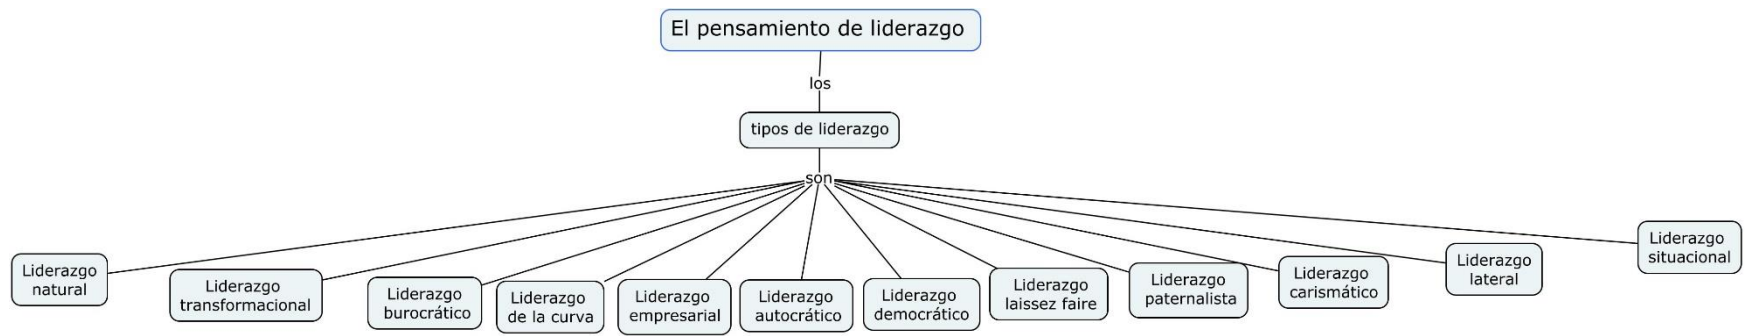 El pensamiento de liderazgo
los
tipos de liderazgo
son
Liderazgo
natural
Liderazgo
transformacional
Liderazgo
burocrático
Liderazgo
de la curva
Liderazgo
empresarial
Liderazgo
autocrático
Liderazgo
democrático
Liderazgo
laissez faire
Liderazgo
paternalista
Liderazgo
carismático
Liderazgo
lateral
Liderazgo
situacional